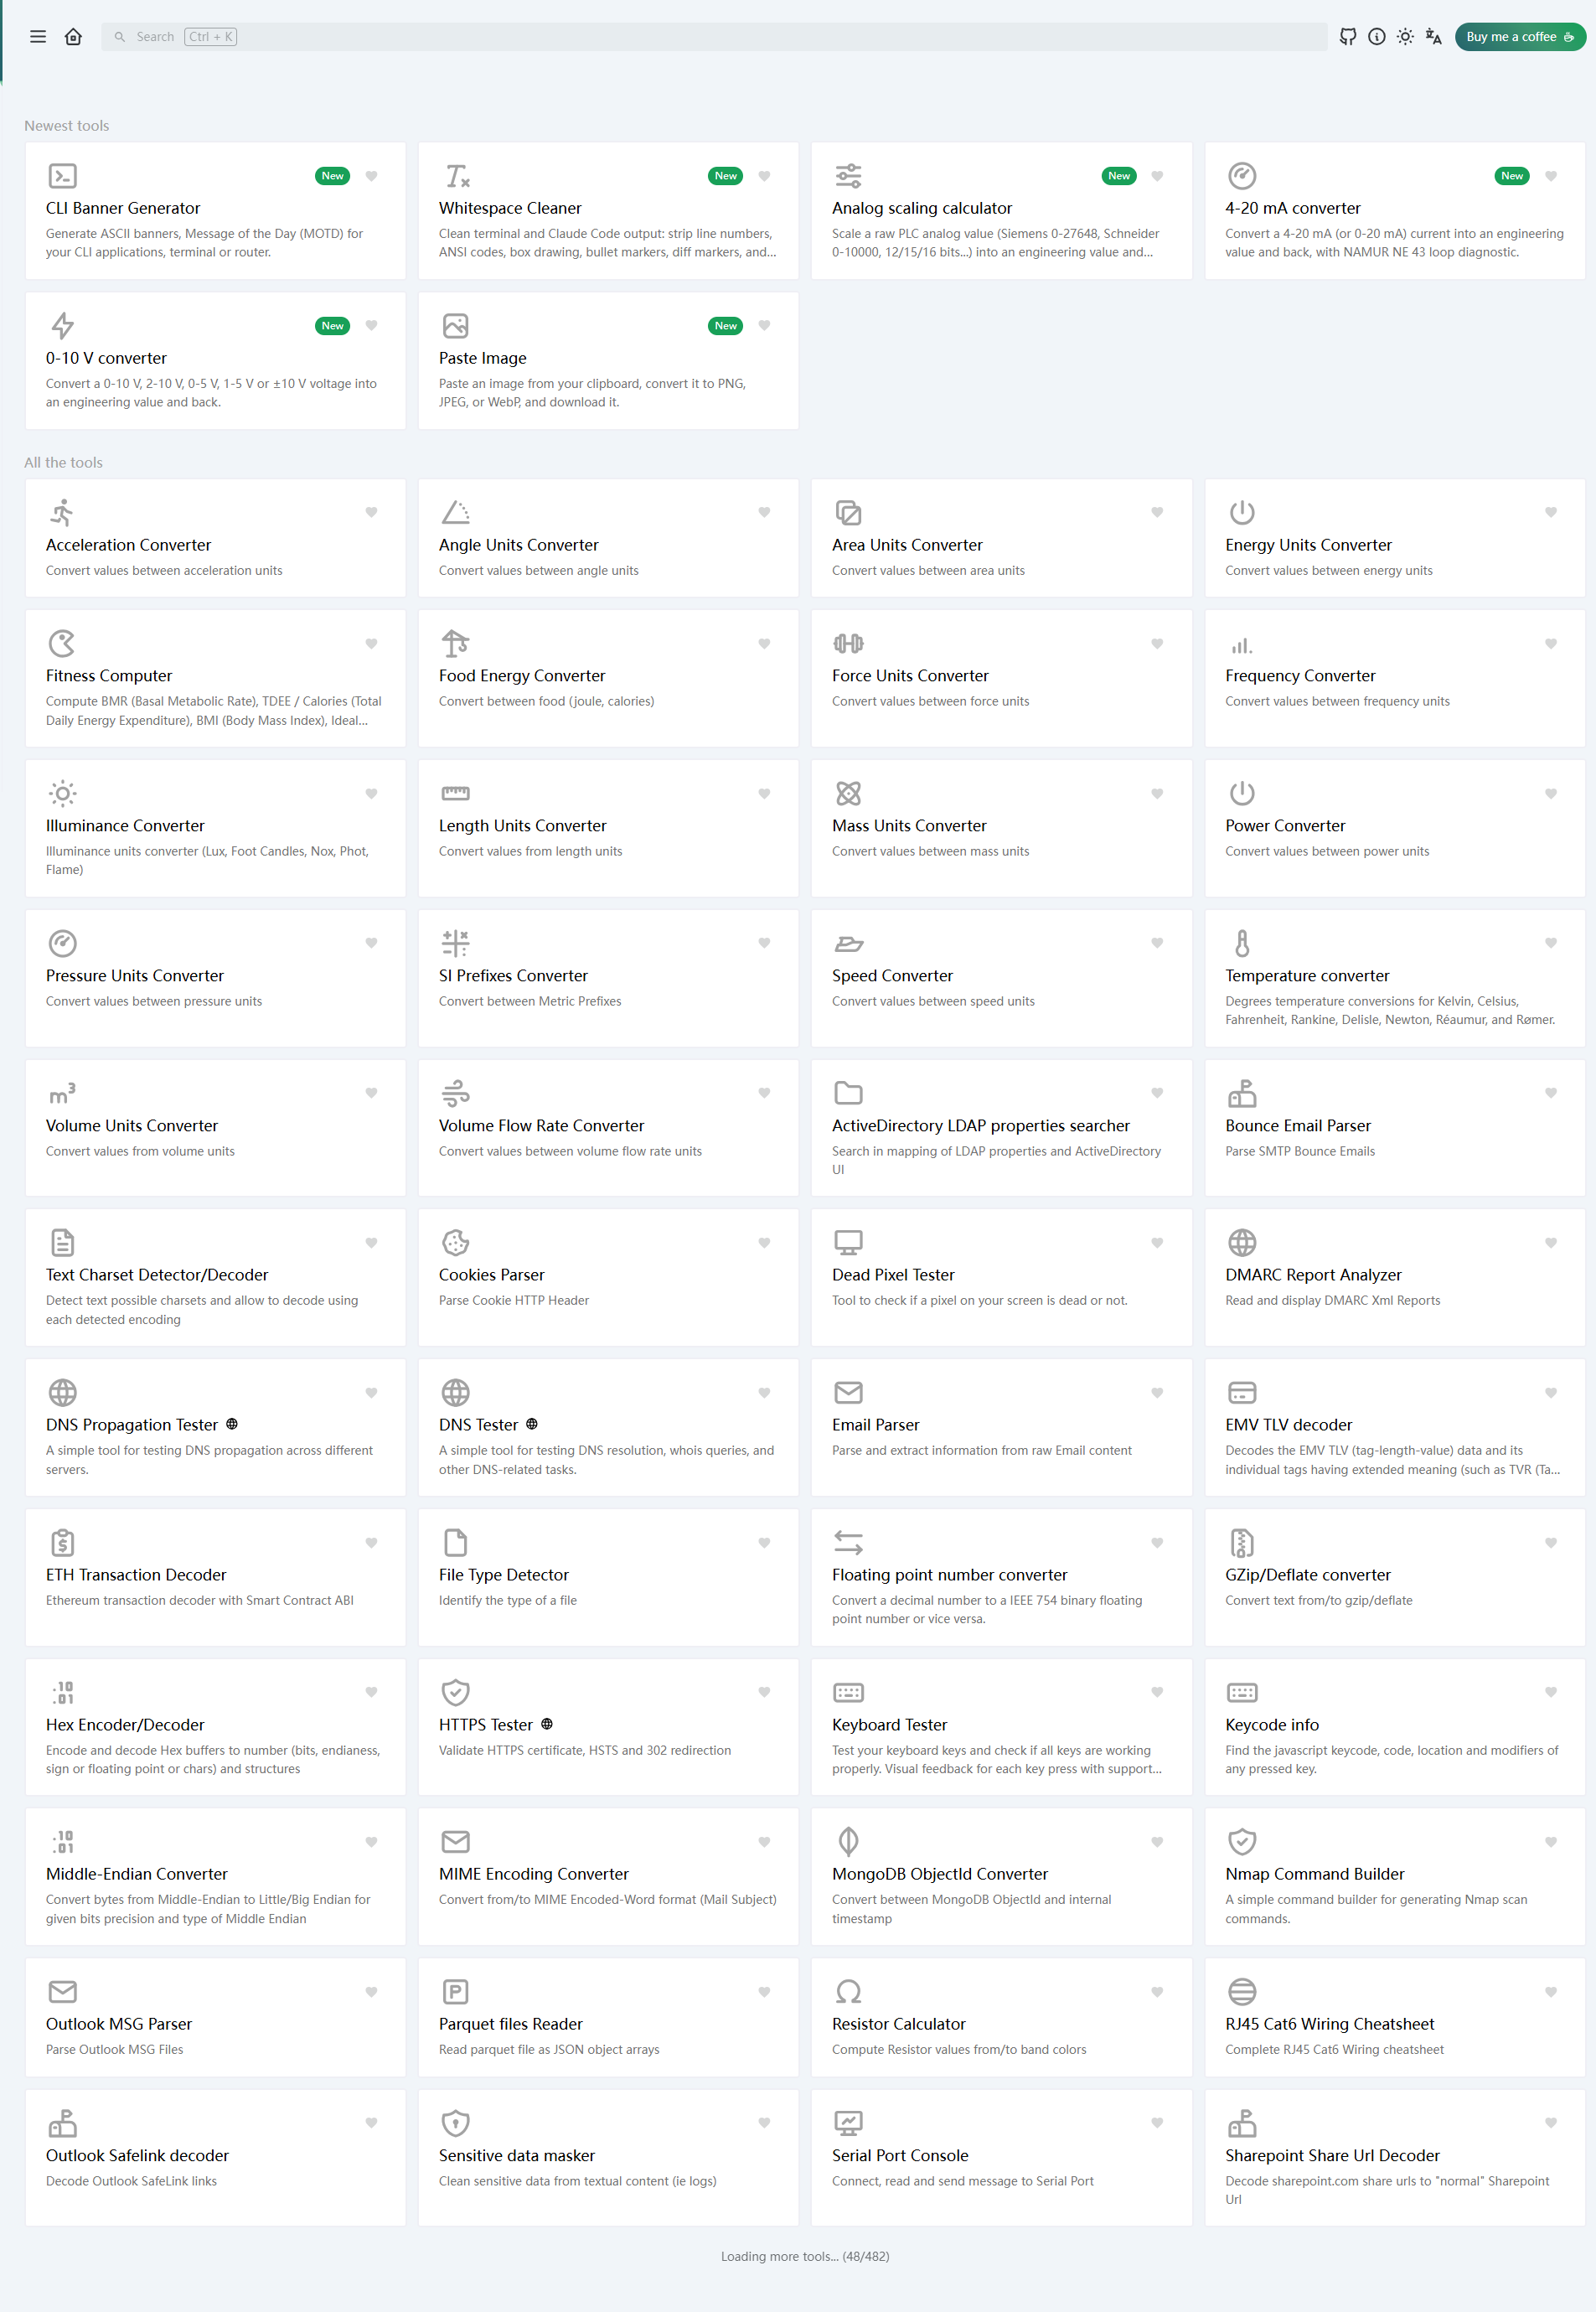 Search Ctrl + K
Buy me a coffee
Newest tools
New
CLI Banner Generator
Generate ASCII banners, Message of the Day (MOTD) for
your CLI applications, terminal or router.
New
Whitespace Cleaner
Clean terminal and Claude Code output: strip line numbers,
ANSI codes, box drawing, bullet markers, diff markers, and...
New
Analog scaling calculator
Scale a raw PLC analog value (Siemens 0-27648, Schneider
0-10000, 12/15/16 bits...) into an engineering value and...
New
4-20 mA converter
Convert a 4-20 mA (or 0-20 mA) current into an engineering
value and back, with NAMUR NE 43 loop diagnostic.
New
0-10 V converter
Convert a 0-10 V, 2-10 V, 0-5 V, 1-5 V or ±10 V voltage into
an engineering value and back.
New
Paste Image
Paste an image from your clipboard, convert it to PNG,
JPEG, or WebP, and download it.
All the tools
Acceleration Converter
Convert values between acceleration units
Angle Units Converter
Convert values between angle units
Area Units Converter
Convert values between area units
Energy Units Converter
Convert values between energy units
Fitness Computer
Compute BMR (Basal Metabolic Rate), TDEE / Calories (Total
Daily Energy Expenditure), BMI (Body Mass Index), Ideal...
Food Energy Converter
Convert between food (joule, calories)
Force Units Converter
Convert values between force units
Frequency Converter
Convert values between frequency units
Illuminance Converter
Illuminance units converter (Lux, Foot Candles, Nox, Phot,
Flame)
Length Units Converter
Convert values from length units
Mass Units Converter
Convert values between mass units
Power Converter
Convert values between power units
Pressure Units Converter
Convert values between pressure units
SI Prefixes Converter
Convert between Metric Prefixes
Speed Converter
Convert values between speed units
Temperature converter
Degrees temperature conversions for Kelvin, Celsius,
Fahrenheit, Rankine, Delisle, Newton, Réaumur, and Rømer.
m³
Volume Units Converter
Convert values from volume units
Volume Flow Rate Converter
Convert values between volume flow rate units
ActiveDirectory LDAP properties searcher
Search in mapping of LDAP properties and ActiveDirectory
UI
Bounce Email Parser
Parse SMTP Bounce Emails
Text Charset Detector/Decoder
Detect text possible charsets and allow to decode using
each detected encoding
Cookies Parser
Parse Cookie HTTP Header
Dead Pixel Tester
Tool to check if a pixel on your screen is dead or not.
DMARC Report Analyzer
Read and display DMARC Xml Reports
DNS Propagation Tester
A simple tool for testing DNS propagation across different
servers.
DNS Tester
A simple tool for testing DNS resolution, whois queries, and
other DNS-related tasks.
Email Parser
Parse and extract information from raw Email content
EMV TLV decoder
Decodes the EMV TLV (tag-length-value) data and its
individual tags having extended meaning (such as TVR (Ta...
ETH Transaction Decoder
Ethereum transaction decoder with Smart Contract ABI
File Type Detector
Identify the type of a file
Floating point number converter
Convert a decimal number to a IEEE 754 binary floating
point number or vice versa.
GZip/Deflate converter
Convert text from/to gzip/deflate
Hex Encoder/Decoder
Encode and decode Hex buffers to number (bits, endianess,
sign or floating point or chars) and structures
HTTPS Tester
Validate HTTPS certificate, HSTS and 302 redirection
Keyboard Tester
Test your keyboard keys and check if all keys are working
properly. Visual feedback for each key press with support...
Keycode info
Find the javascript keycode, code, location and modifiers of
any pressed key.
Middle-Endian Converter
Convert bytes from Middle-Endian to Little/Big Endian for
given bits precision and type of Middle Endian
MIME Encoding Converter
Convert from/to MIME Encoded-Word format (Mail Subject)
MongoDB ObjectId Converter
Convert between MongoDB ObjectId and internal
timestamp
Nmap Command Builder
A simple command builder for generating Nmap scan
commands.
Outlook MSG Parser
Parse Outlook MSG Files
Parquet files Reader
Read parquet file as JSON object arrays
Resistor Calculator
Compute Resistor values from/to band colors
RJ45 Cat6 Wiring Cheatsheet
Complete RJ45 Cat6 Wiring cheatsheet
Outlook Safelink decoder
Decode Outlook SafeLink links
Sensitive data masker
Clean sensitive data from textual content (ie logs)
Serial Port Console
Connect, read and send message to Serial Port
Sharepoint Share Url Decoder
Decode sharepoint.com share urls to "normal" Sharepoint
Url
Loading more tools... (48/482)